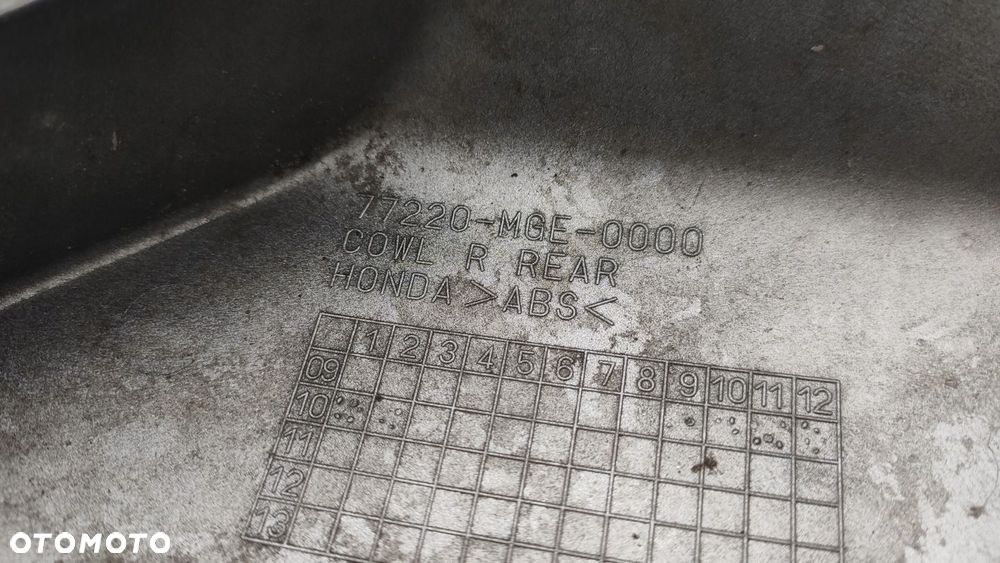 77220-MGE-0000
COWL R REAR
HONDA >ABS<
1 2 3 4 5 6 7 8 9 10 11 12
09
10
11
12
13
OTOMOTO